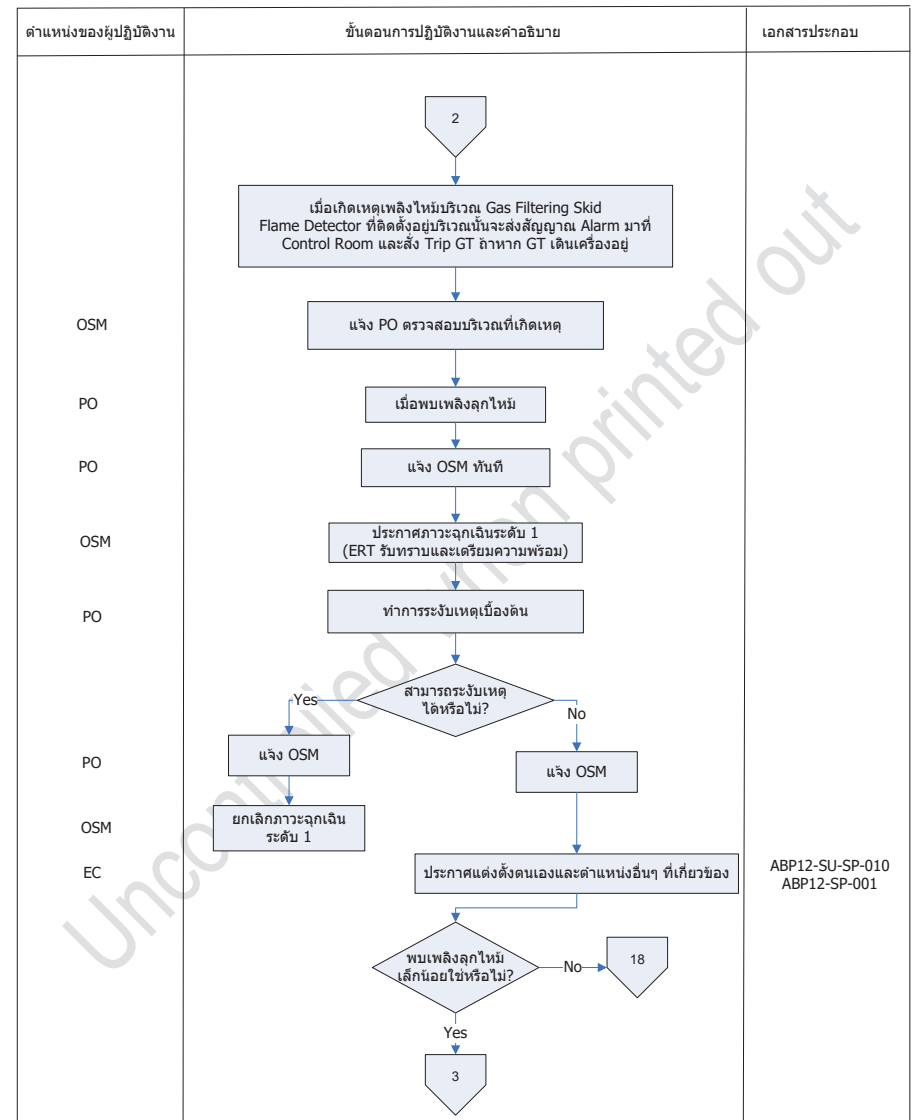 ตำแหน่งของผู้ปฏิบัติงาน
ขั้นตอนการปฏิบัติงานและคำอธิบาย
เอกสารประกอบ
2
เมื่อเกิดเหตุเพลิงไหม้บริเวณ Gas Filtering Skid
Flame Detector ที่ติดตั้งอยู่บริเวณนั้นจะส่งสัญญาณ Alarm มาที่
Control Room และสั่ง Trip GT ถ้าหาก GT เดินเครื่องอยู่
OSM
แจ้ง PO ตรวจสอบบริเวณที่เกิดเหตุ
PO
เมื่อพบเพลิงลุกไหม้
PO
แจ้ง OSM ทันที
OSM
ประกาศภาวะฉุกเฉินระดับ 1
(ERT รับทราบและเตรียมความพร้อม)
PO
ทำการระงับเหตุเบื้องต้น
สามารถระงับเหตุ
ได้หรือไม่?
Yes
No
PO
แจ้ง OSM
แจ้ง OSM
OSM
ยกเลิกภาวะฉุกเฉิน
ระดับ 1
EC
ประกาศแต่งตั้งตนเองและตำแหน่งอื่นๆ ที่เกี่ยวข้อง
ABP12-SU-SP-010
ABP12-SP-001
พบเพลิงลุกไหม้
เล็กน้อยใช่หรือไม่?
No
18
Yes
3
Uncontrolled when printed out